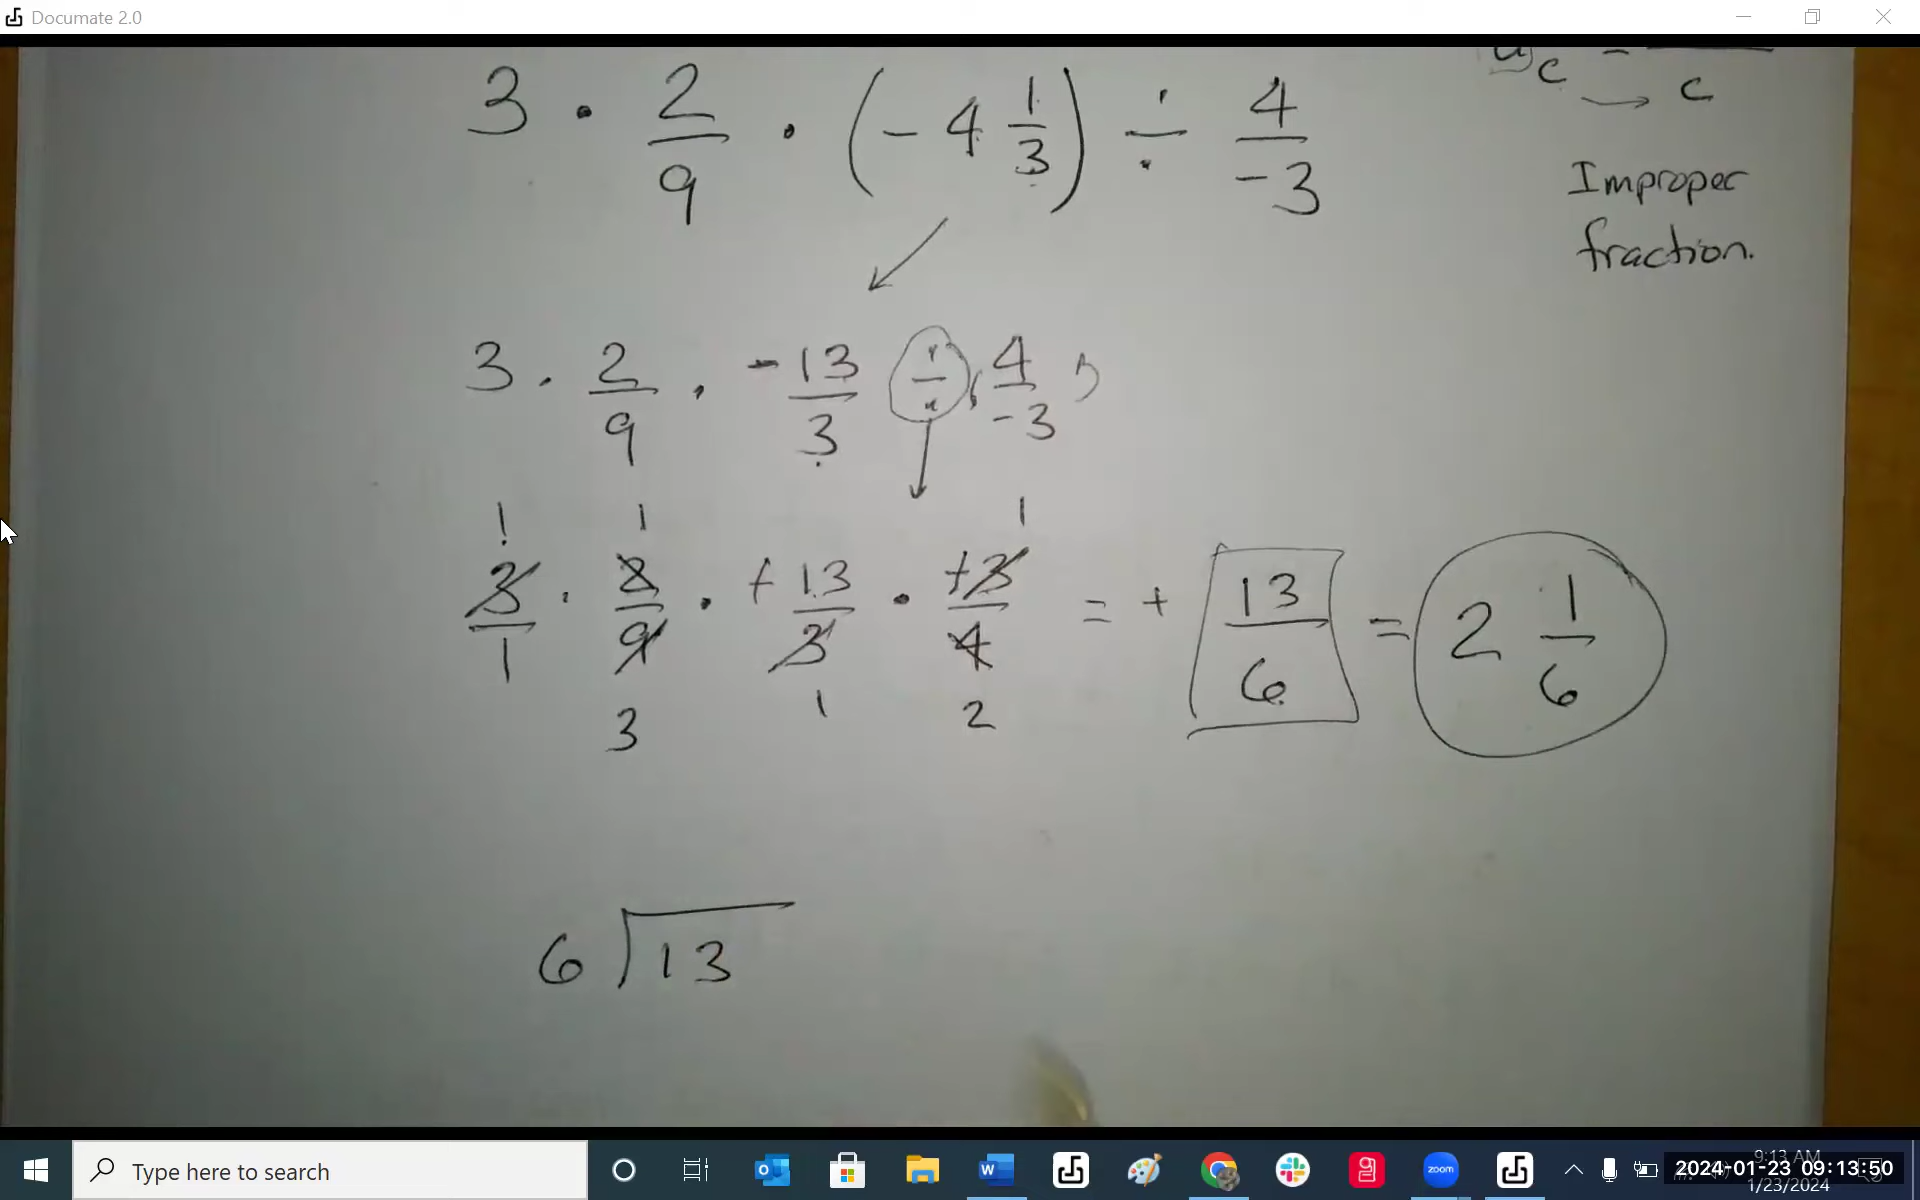 Documate 2.0
c = c
3 · 2/9 · (-4 1/3) ÷ 4/-3
Improper
fraction.
3 · 2/9 · -13/3 ÷ (4/-3)
1 1 1
3/1 · 2/9 · +13/3 · +3/4 = + 13/6 = 2 1/6
3 1 2
6 13
Type here to search
zoom
9:13 AM
2024-01-23 09:13:50
1/23/2024